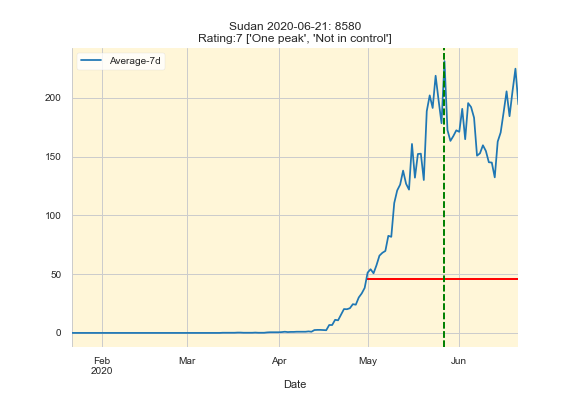 Sudan 2020-06-21: 8580
Rating:7 ['One peak', 'Not in control']
Average-7d
200
150
100
50
0
Feb
2020
Mar
Apr
May
Jun
Date